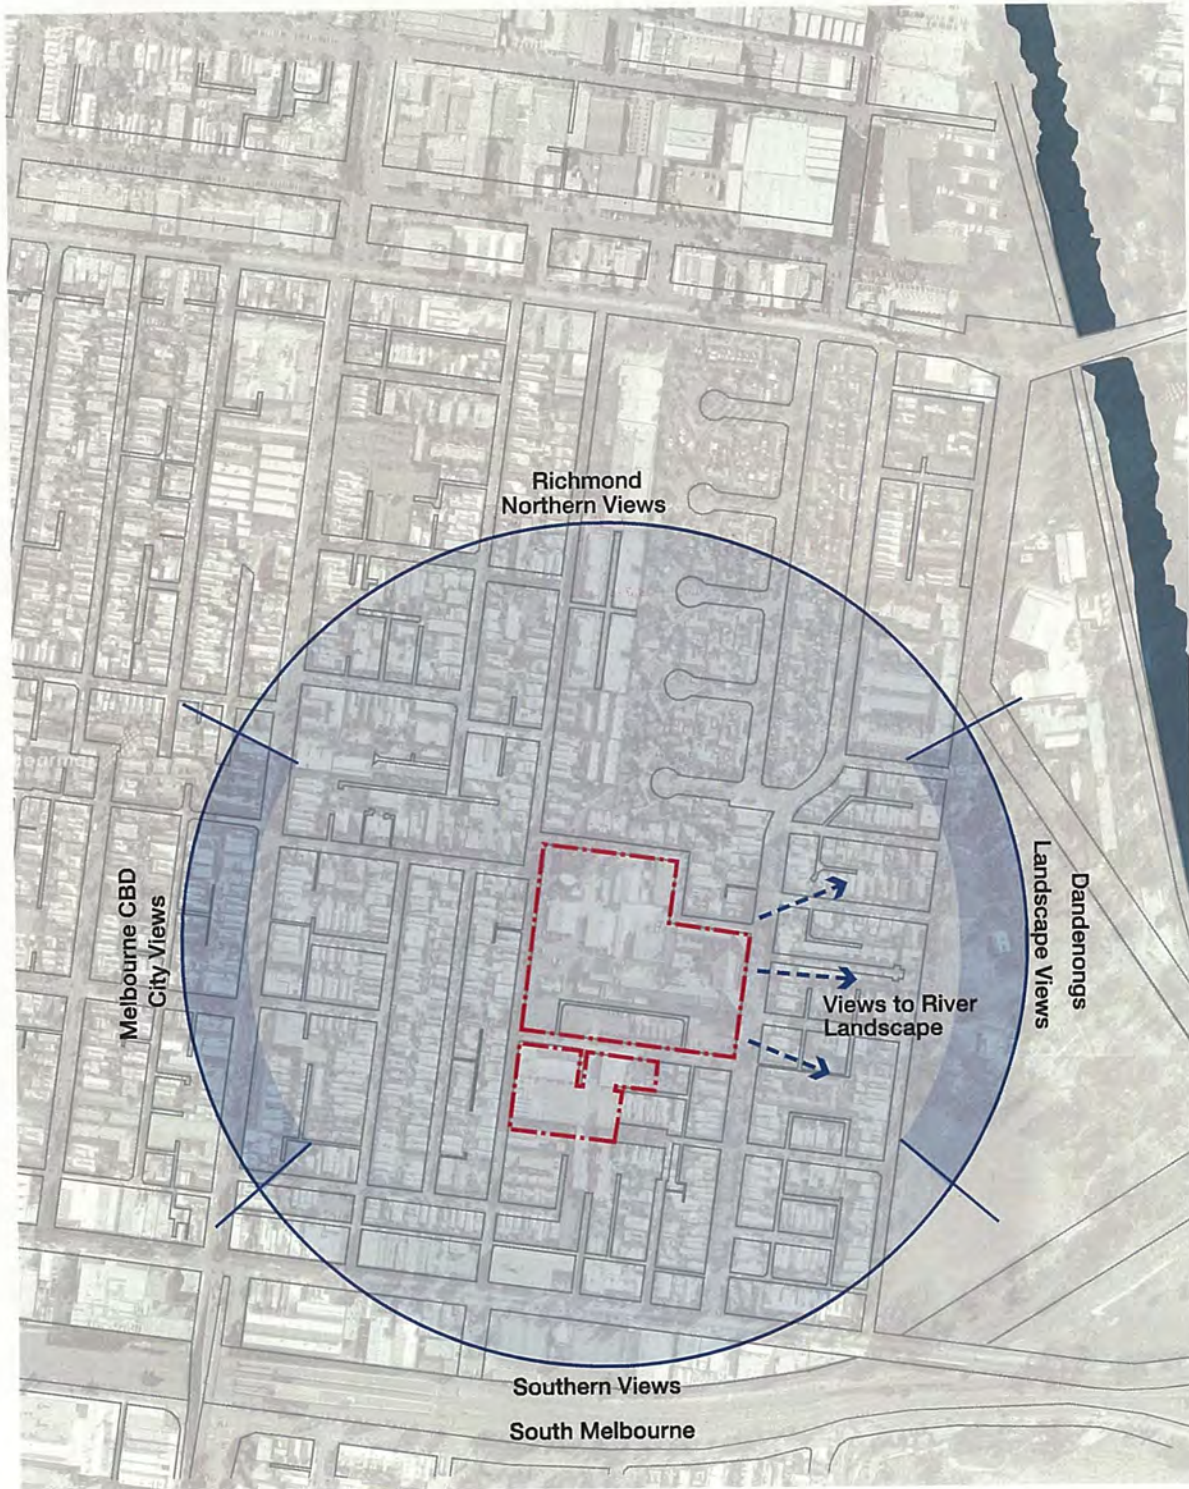 Richmond
Northern Views
Melbourne CBD
City Views
Dandenongs
Landscape Views
Views to River
Landscape
Southern Views
South Melbourne